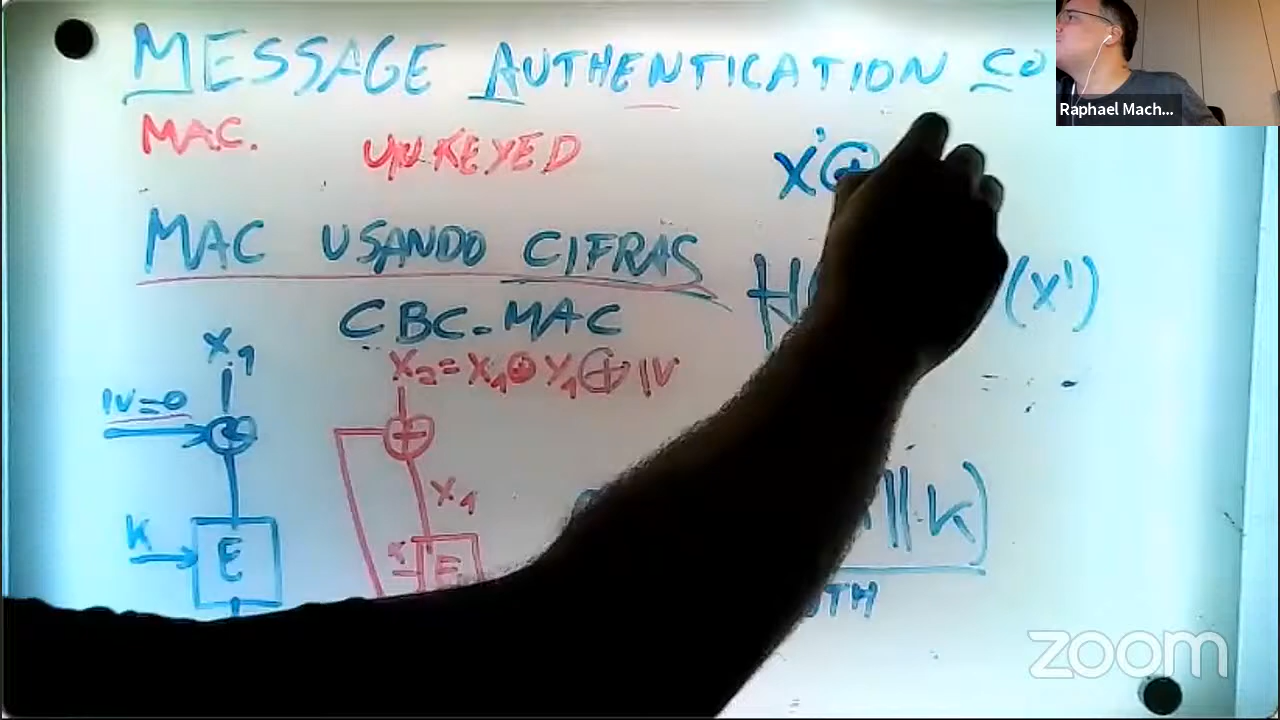 MESSAGE AUTHENTICATION CO
Raphael Mach...
MAC.
UNKEYED
X'⊕
MAC USANDO CIFRAS
H(
(X')
CBC-MAC
X1
X2=X1⊕Y1⊕IV
IV=0
X1
K
E
K
E
||K)
zoom